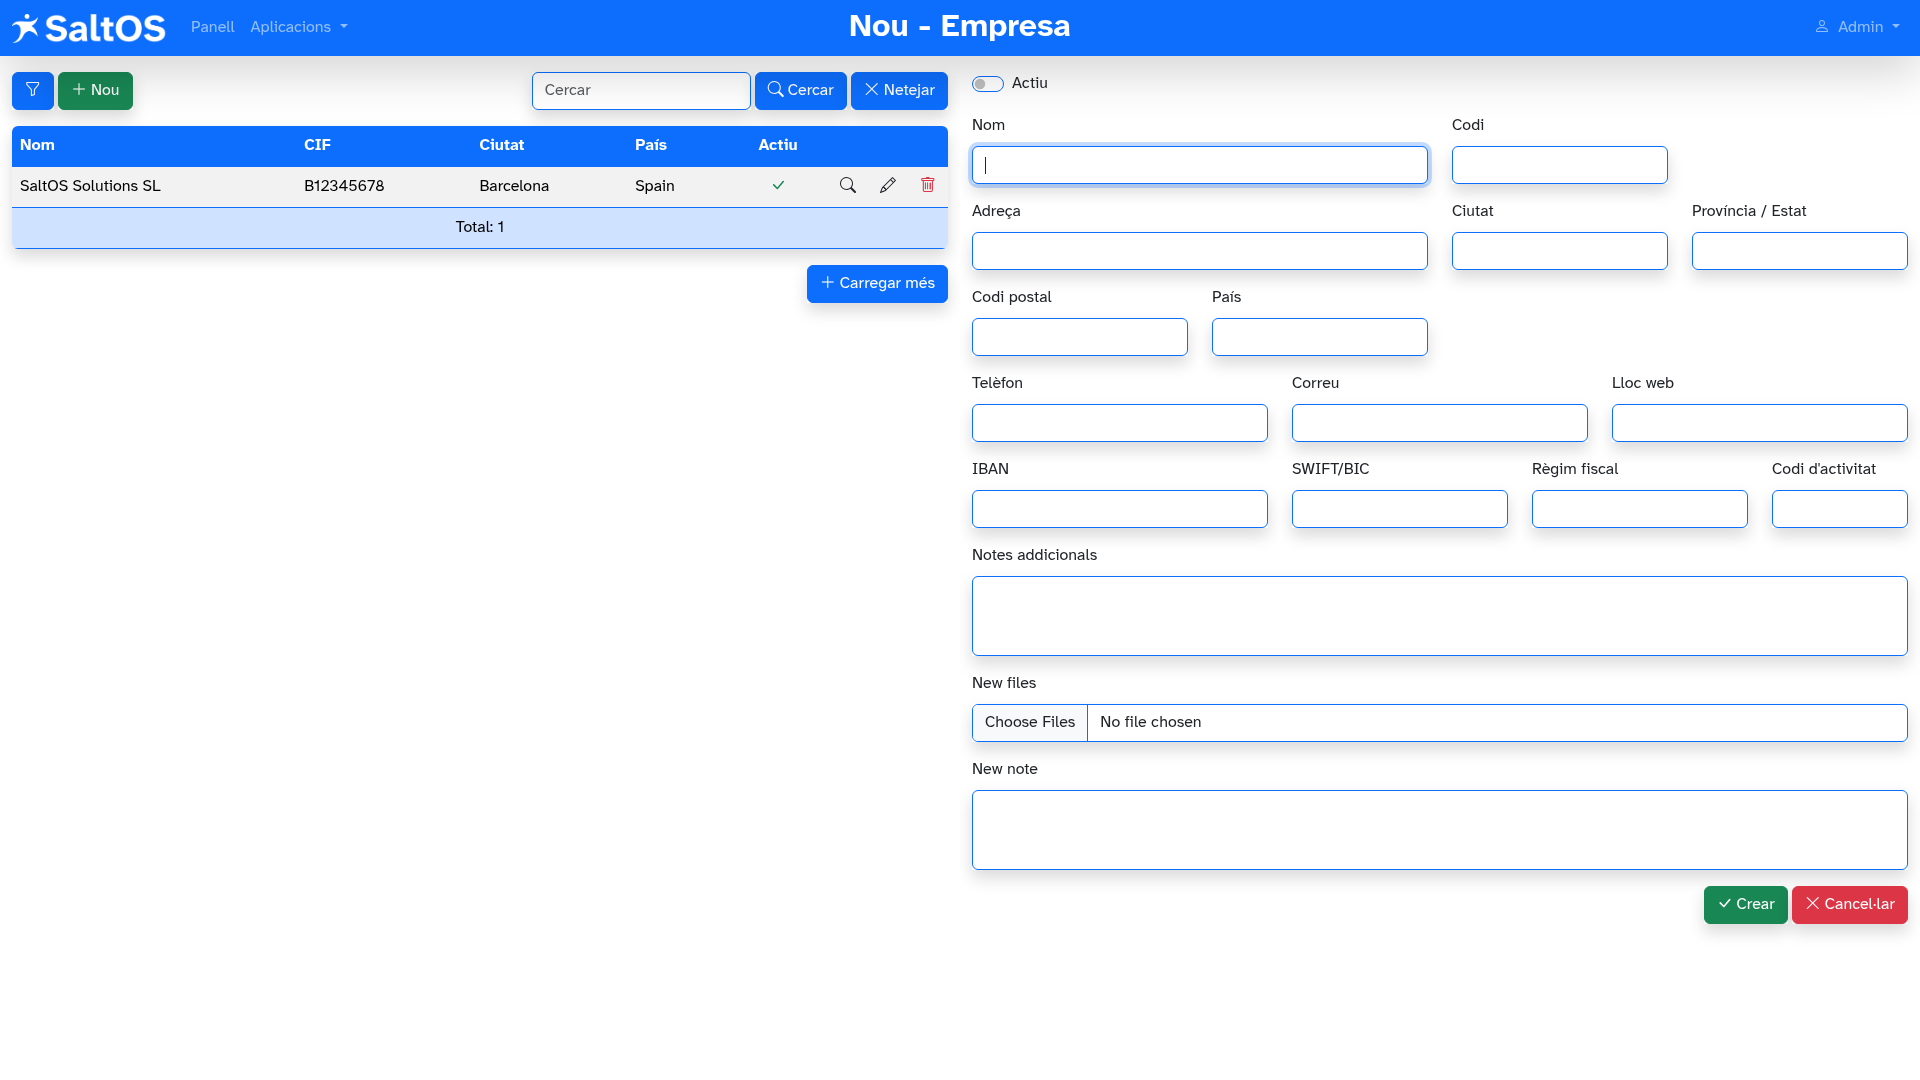 SaltOS Panell Aplicacions Nou - Empresa Admin
Nou Cercar Cercar Netejar
Nom CIF Ciutat País Actiu
SaltOS Solutions SL B12345678 Barcelona Spain
Total: 1
Carregar més
Actiu
Nom Codi
Adreça Ciutat Província / Estat
Codi postal País
Telèfon Correu Lloc web
IBAN SWIFT/BIC Règim fiscal Codi d'activitat
Notes addicionals
New files
Choose Files No file chosen
New note
Crear Cancel·lar